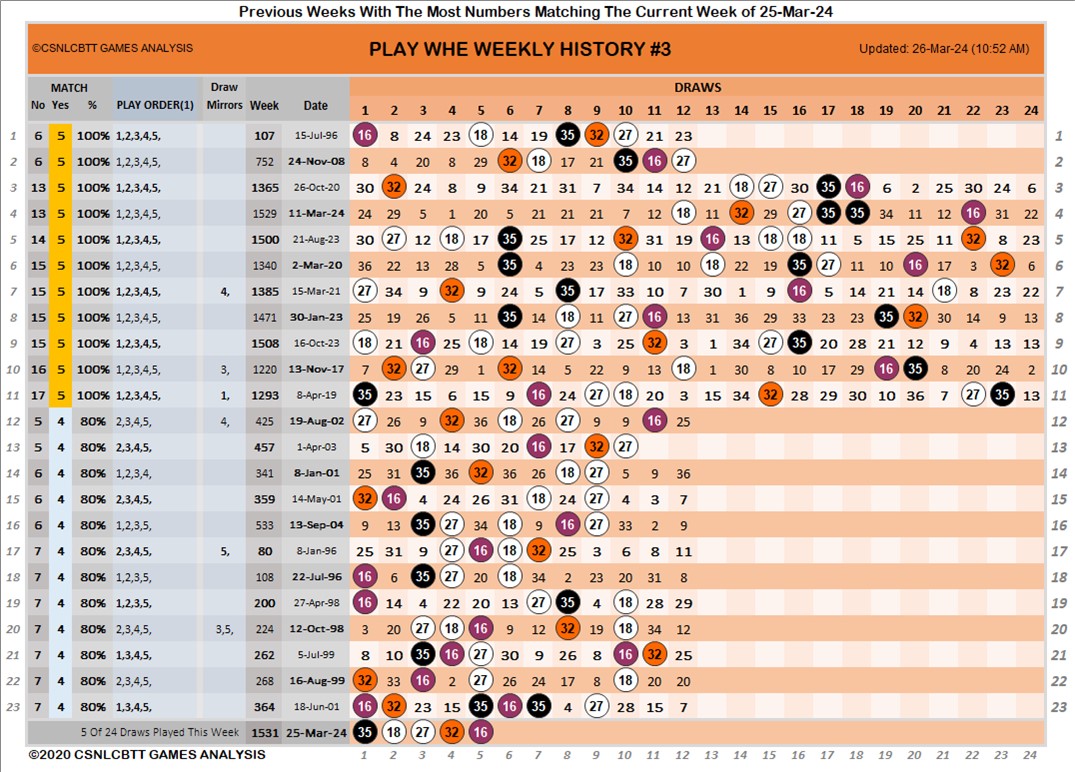 Previous Weeks With The Most Numbers Matching The Current Week of 25-Mar-24
©CSNLCBTT GAMES ANALYSIS PLAY WHE WEEKLY HISTORY #3 Updated: 26-Mar-24 (10:52 AM)
MATCH Draw DRAWS
No Yes % PLAY ORDER(1) Mirrors Week Date 1 2 3 4 5 6 7 8 9 10 11 12 13 14 15 16 17 18 19 20 21 22 23 24
1 6 5 100% 1,2,3,4,5, 107 15-Jul-96 16 8 24 23 18 14 19 35 32 27 21 23 1
2 6 5 100% 1,2,3,4,5, 752 24-Nov-08 8 4 20 8 29 32 18 17 21 35 16 27 2
3 13 5 100% 1,2,3,4,5, 1365 26-Oct-20 30 32 24 8 9 34 21 31 7 34 14 12 21 18 27 30 35 16 6 2 25 30 24 6 3
4 13 5 100% 1,2,3,4,5, 1529 11-Mar-24 24 29 5 1 20 5 21 21 21 7 12 18 11 32 29 27 35 18 34 11 12 16 31 22 4
5 14 5 100% 1,2,3,4,5, 1500 21-Aug-23 30 27 12 18 17 35 25 17 12 32 31 19 16 13 18 18 11 5 15 25 11 32 8 23 5
6 15 5 100% 1,2,3,4,5, 1340 2-Mar-20 36 22 13 28 5 35 4 23 23 18 10 10 18 22 19 35 27 11 10 16 17 3 32 6 6
7 15 5 100% 1,2,3,4,5, 4, 1385 15-Mar-21 27 34 9 32 9 24 5 35 17 33 10 7 30 1 9 16 5 14 21 14 18 8 23 22 7
8 15 5 100% 1,2,3,4,5, 1471 30-Jan-23 25 19 26 5 11 35 14 18 11 27 16 13 31 36 29 33 23 23 35 32 30 14 9 13 8
9 15 5 100% 1,2,3,4,5, 1508 16-Oct-23 18 21 16 25 18 14 19 27 3 25 32 3 1 34 27 35 20 28 21 12 9 4 13 13 9
10 16 5 100% 1,2,3,4,5, 3, 1220 13-Nov-17 7 32 27 29 1 32 14 5 22 9 13 18 1 30 8 10 17 29 16 35 8 20 24 2 10
11 17 5 100% 1,2,3,4,5, 1, 1293 8-Apr-19 35 23 15 6 15 9 16 24 27 18 20 3 15 34 32 28 29 30 10 36 7 27 35 13 11
12 5 4 80% 2,3,4,5, 4, 425 19-Aug-02 27 26 9 32 36 18 26 27 9 9 16 25 12
13 5 4 80% 2,3,4,5, 457 1-Apr-03 5 30 18 14 30 20 16 17 32 27 13
14 6 4 80% 1,2,3,4, 341 8-Jan-01 25 31 35 36 32 36 26 18 27 5 9 36 14
15 6 4 80% 2,3,4,5, 359 14-May-01 32 16 4 24 26 31 18 24 27 4 3 7 15
16 6 4 80% 1,2,3,5, 533 13-Sep-04 9 13 35 27 34 18 9 16 27 33 2 9 16
17 7 4 80% 2,3,4,5, 5, 80 8-Jan-96 25 31 9 27 16 18 32 25 3 6 8 11 17
18 7 4 80% 1,2,3,5, 108 22-Jul-96 16 6 35 27 20 18 34 2 23 20 31 8 18
19 7 4 80% 1,2,3,5, 200 27-Apr-98 16 14 4 22 20 13 27 35 4 18 28 29 19
20 7 4 80% 2,3,4,5, 3,5, 224 12-Oct-98 3 20 27 18 16 9 12 32 19 18 34 12 20
21 7 4 80% 1,3,4,5, 262 5-Jul-99 8 10 35 16 27 30 9 26 8 16 32 25 21
22 7 4 80% 2,3,4,5, 268 16-Aug-99 32 33 16 2 27 26 24 17 8 18 20 20 22
23 7 4 80% 1,3,4,5, 364 18-Jun-01 16 32 23 15 35 16 35 4 27 28 15 7 23
5 Of 24 Draws Played This Week 1531 25-Mar-24 35 18 27 32 16
©2020 CSNLCBTT GAMES ANALYSIS 1 2 3 4 5 6 7 8 9 10 11 12 13 14 15 16 17 18 19 20 21 22 23 24